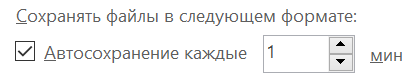 Сохранять файлы в следующем формате:
Автосохранение каждые 1 мин